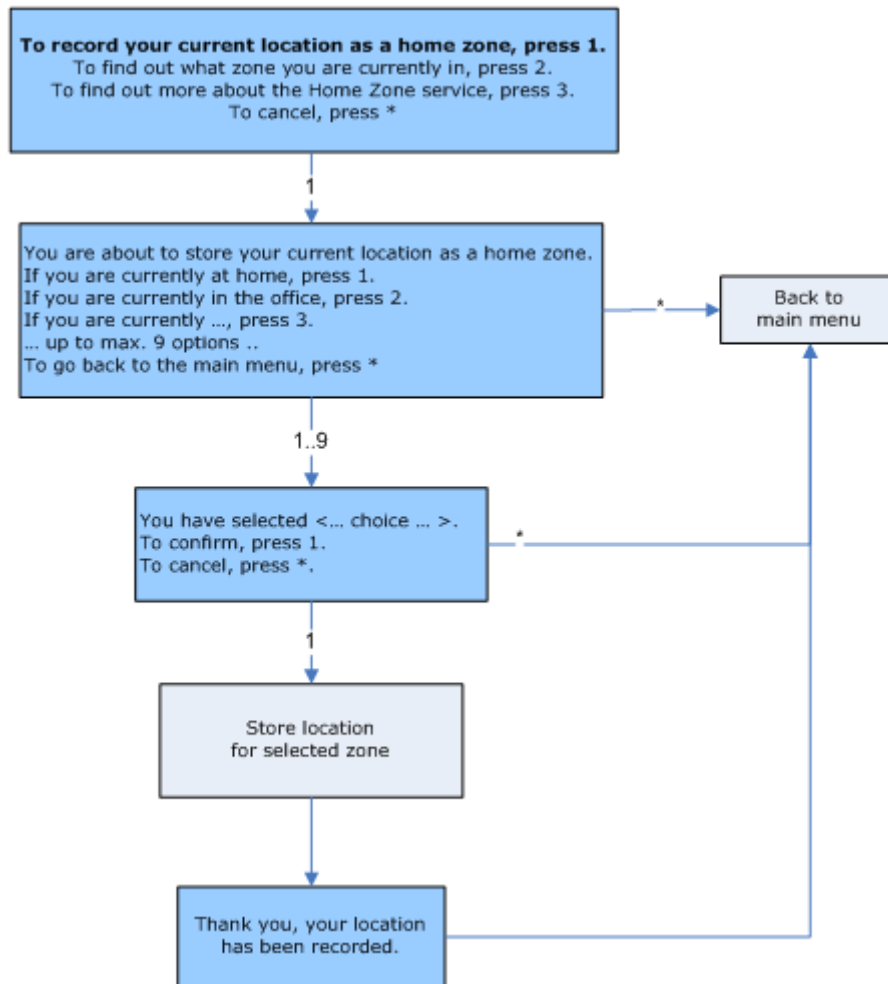 To record your current location as a home zone, press 1.
To find out what zone you are currently in, press 2.
To find out more about the Home Zone service, press 3.
To cancel, press *
1
You are about to store your current location as a home zone.
If you are currently at home, press 1.
If you are currently in the office, press 2.
If you are currently ..., press 3.
... up to max. 9 options ..
To go back to the main menu, press *
*
Back to
main menu
1..9
You have selected <... choice ... >.
To confirm, press 1.
To cancel, press *.
*
1
Store location
for selected zone
Thank you, your location
has been recorded.